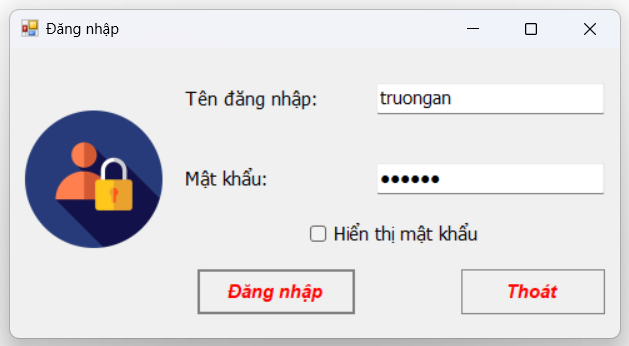 Đăng nhập
Tên đăng nhập: truongan
Mật khẩu: ●●●●●●
Hiển thị mật khẩu
Đăng nhập Thoát